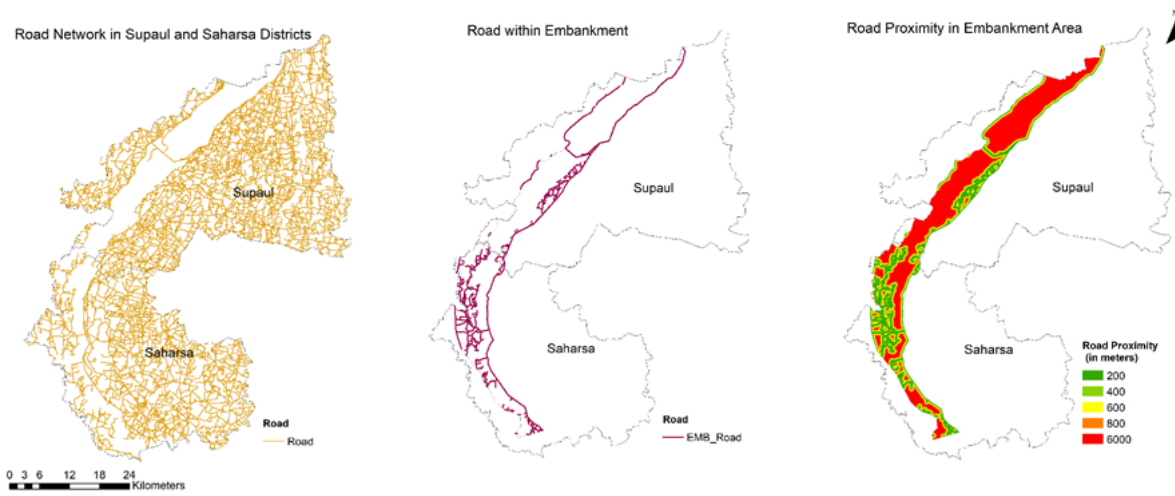 Road Network in Supaul and Saharsa Districts
Supaul
Saharsa
Road
Road
0 3 6 12 18 24
Kilometers
Road within Embankment
Supaul
Saharsa
Road
EMB_Road
Road Proximity in Embankment Area
Supaul
Saharsa
Road Proximity
(in meters)
200
400
600
800
6000